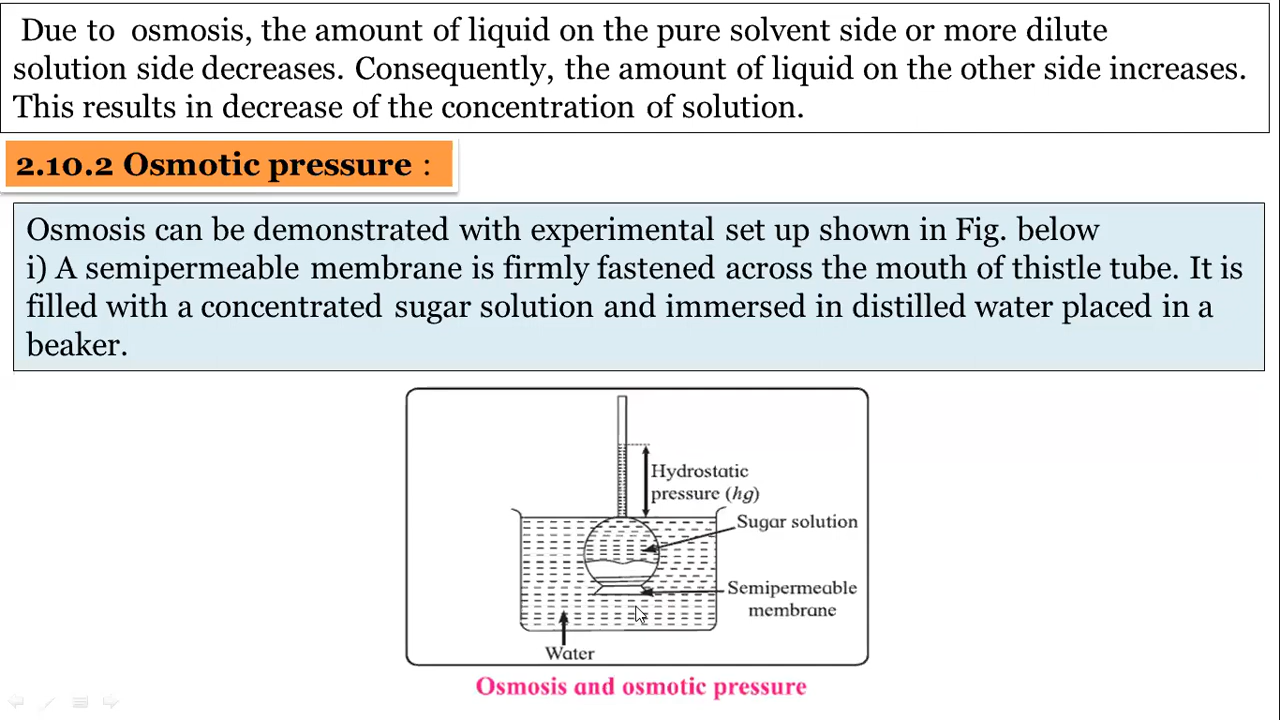 Due to osmosis, the amount of liquid on the pure solvent side or more dilute
solution side decreases. Consequently, the amount of liquid on the other side increases.
This results in decrease of the concentration of solution.
2.10.2 Osmotic pressure :
Osmosis can be demonstrated with experimental set up shown in Fig. below
i) A semipermeable membrane is firmly fastened across the mouth of thistle tube. It is
filled with a concentrated sugar solution and immersed in distilled water placed in a
beaker.
Hydrostatic
pressure (hg)
Sugar solution
Semipermeable
membrane
Water
Osmosis and osmotic pressure